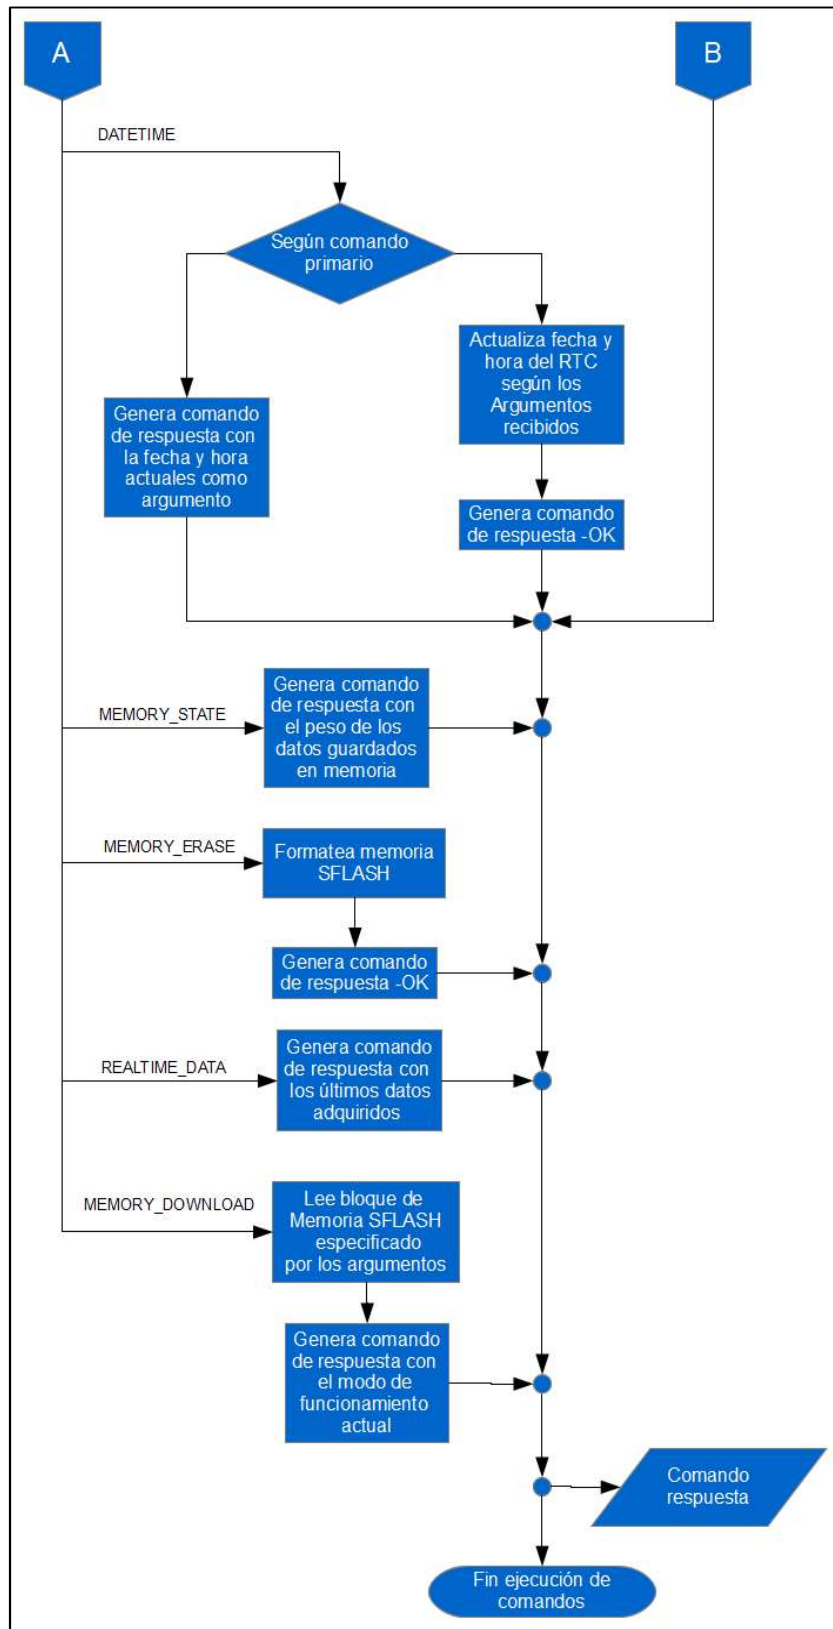 A
B
DATETIME
Según comando
primario
Actualiza fecha y
hora del RTC
según los
Argumentos
recibidos
Genera comando
de respuesta con
la fecha y hora
actuales como
argumento
Genera comando
de respuesta -OK
MEMORY_STATE
Genera comando
de respuesta con
el peso de los
datos guardados
en memoria
MEMORY_ERASE
Formatea memoria
SFLASH
Genera comando
de respuesta -OK
REALTIME_DATA
Genera comando
de respuesta con
los últimos datos
adquiridos
MEMORY_DOWNLOAD
Lee bloque de
Memoria SFLASH
especificado
por los argumentos
Genera comando
de respuesta con
el modo de
funcionamiento
actual
Comando
respuesta
Fin ejecución de
comandos